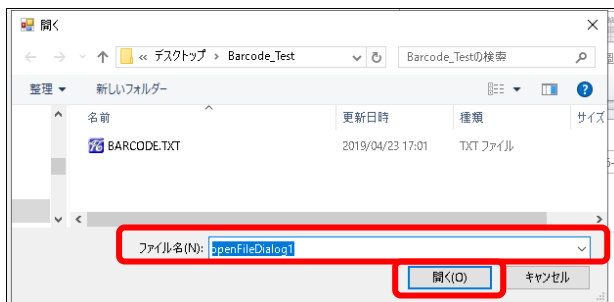 開く
« デスクトップ › Barcode_Test
Barcode_Testの検索
整理 新しいフォルダー
名前 更新日時 種類 サイズ
BARCODE.TXT 2019/04/23 17:01 TXT ファイル
ファイル名(N): openFileDialog1
開く(O) キャンセル